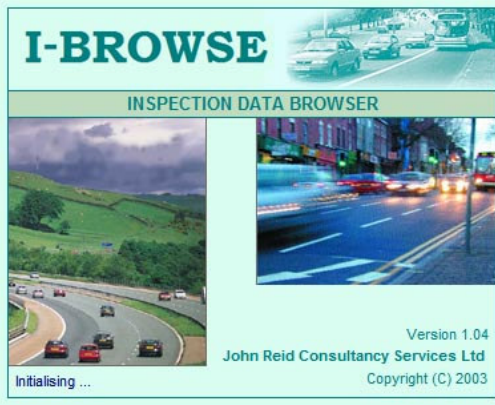 I-BROWSE
INSPECTION DATA BROWSER
Version 1.04
John Reid Consultancy Services Ltd
Initialising ...
Copyright (C) 2003